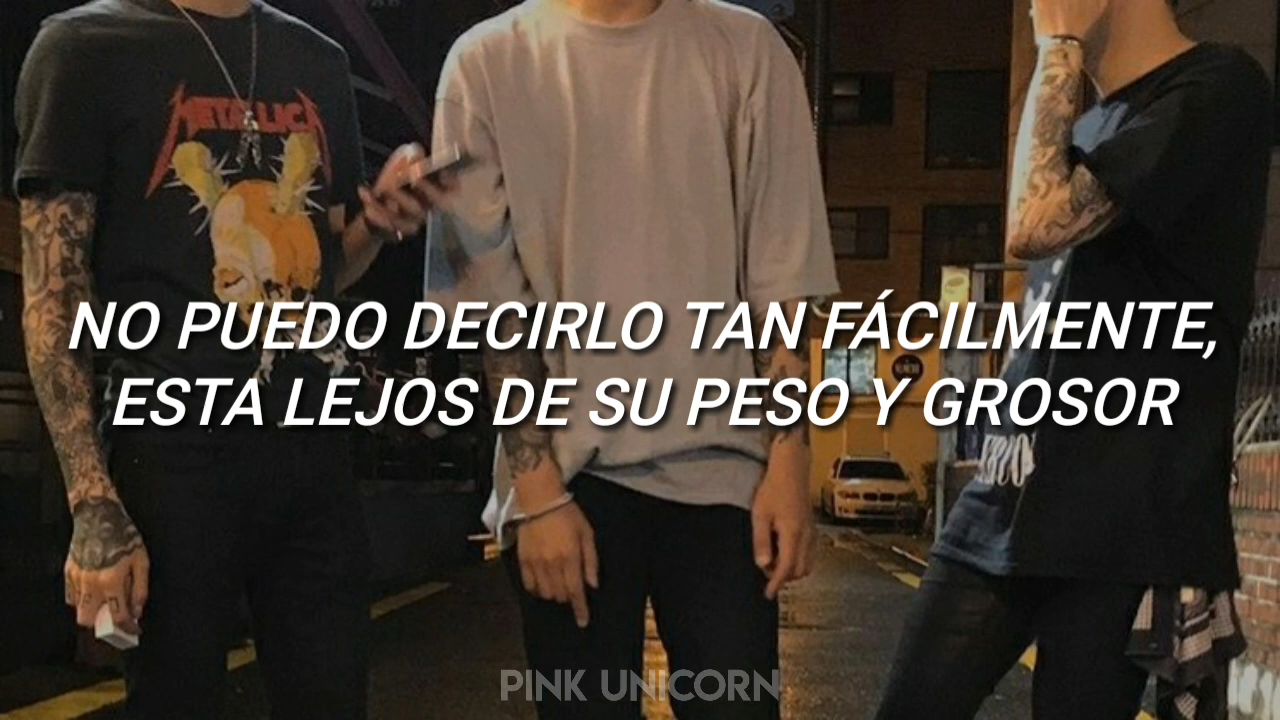 METALLICA
NO PUEDO DECIRLO TAN FÁCILMENTE,
ESTA LEJOS DE SU PESO Y GROSOR
PINK UNICORN